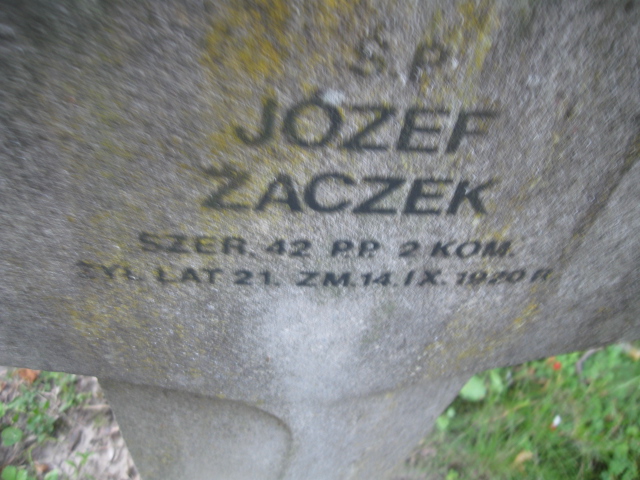 Ś.P.
JÓZEF
ŻACZEK
SZER. 42 P.P. 2 KOM.
ŻYŁ. LAT 21. ZM. 14. IX. 1920 R.